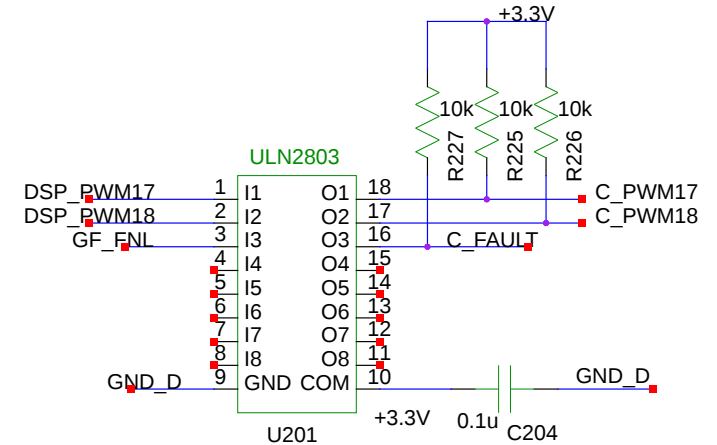 +3.3V
10k
10k
10k
R227
R225
R226
ULN2803
DSP_PWM17
1
I1
O1
18
C_PWM17
DSP_PWM18
2
I2
O2
17
C_PWM18
GF_FNL
3
I3
O3
16
C_FAULT
4
I4
O4
15
5
I5
O5
14
6
I6
O6
13
7
I7
O7
12
8
I8
O8
11
GND_D
9
GND
COM
10
GND_D
+3.3V
0.1u
C204
U201